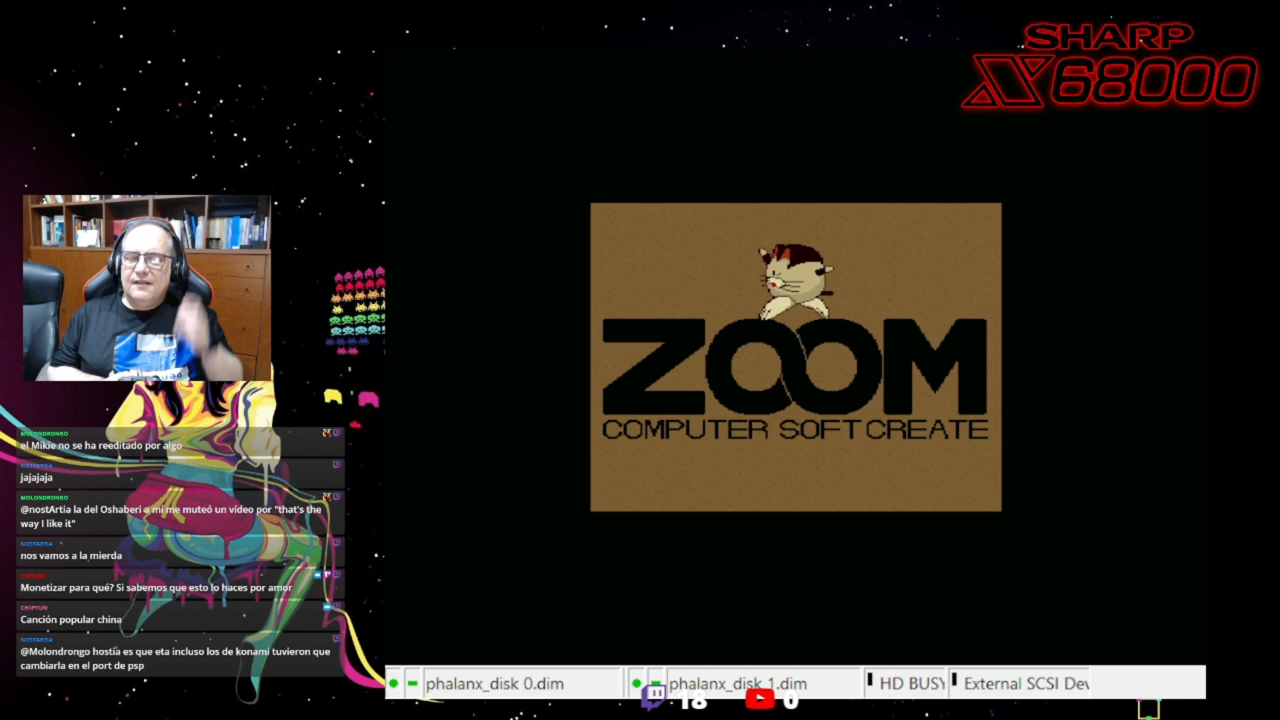 SHARP
X68000
ZOOM
COMPUTER SOFT CREATE
MOLONDRONGO
el Mikie no se ha reeditado por algo
NOSTARTIA
jajajaja
MOLONDRONGO
@nostArtia la del Oshaberi a mi me muteó un vídeo por "that's the
way I like it"
NOSTARTIA
nos vamos a la mierda
Monetizar para qué? Si sabemos que esto lo haces por amor
CHIPTUN
Canción popular china
NOSTARTIA
@Molondrongo hostia es que eta incluso los de konami tuvieron que
cambiarla en el port de psp
phalanx_disk 0.dim
phalanx_disk 1.dim
HD BUSY
External SCSI Dev
18
0